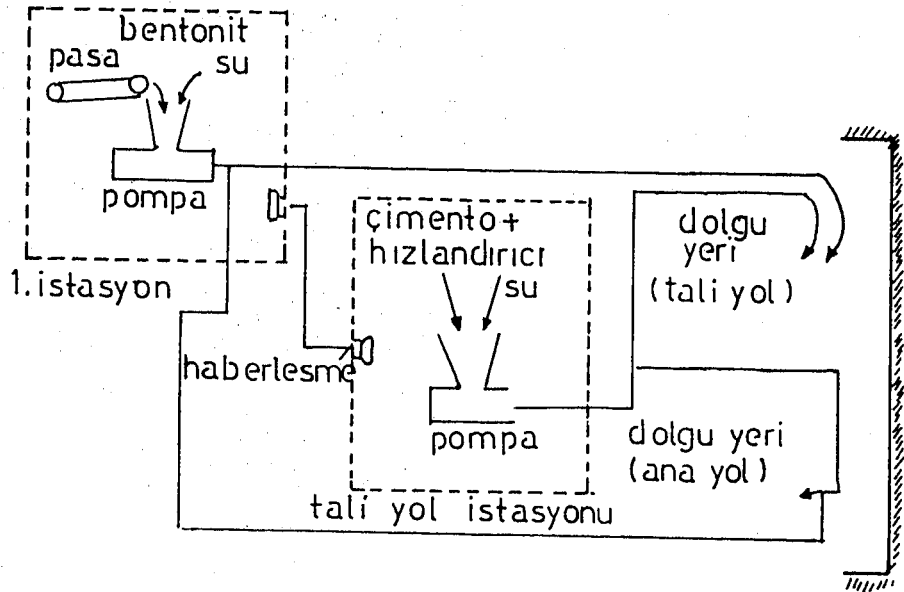 bentonit
pasa
su
pompa
1.istasyon
haberlesme
çimento+
hızlandırıcı
su
pompa
tali yol istasyonu
dolgu
yeri
(tali yol)
dolgu yeri
(ana yol)